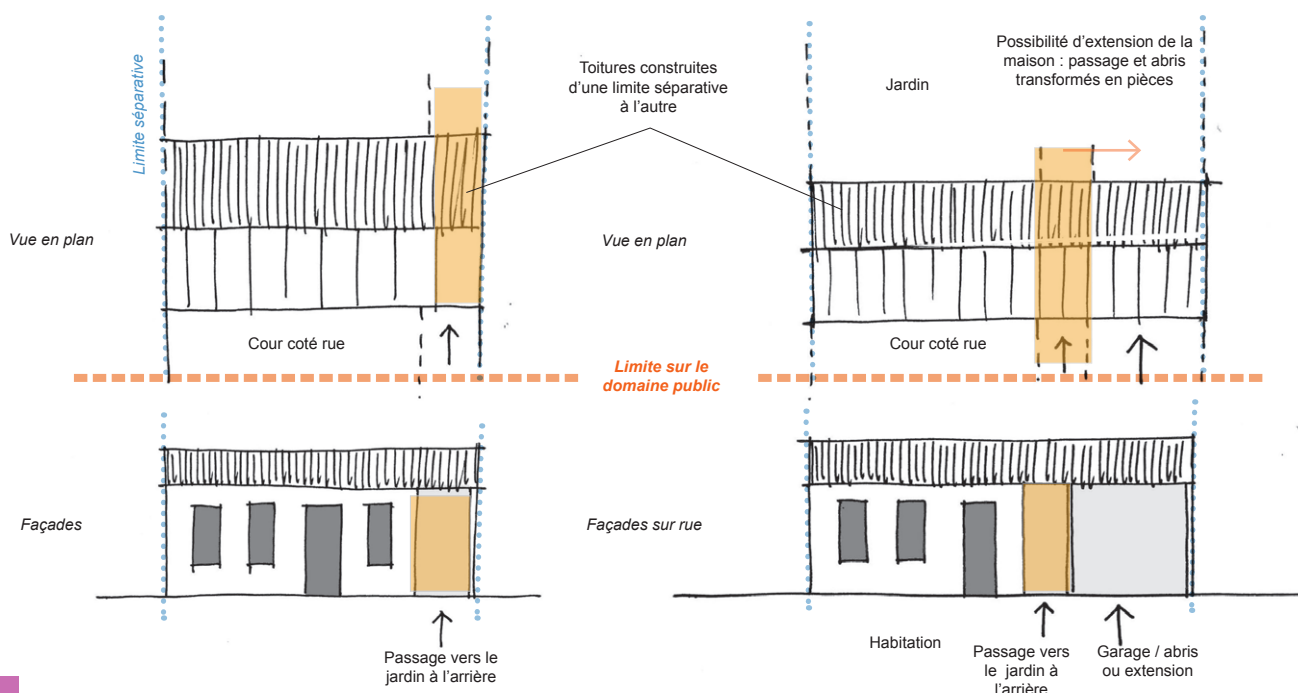 Limite séparative
Toitures construites
d’une limite séparative
à l’autre
Vue en plan
Cour coté rue
Jardin
Possibilité d’extension de la
maison : passage et abris
transformés en pièces
Vue en plan
Cour coté rue
Limite sur le
domaine public
Façades
Passage vers le
jardin à l’arrière
Façades sur rue
Habitation
Passage vers
le jardin à
l’arrière
Garage / abris
ou extension